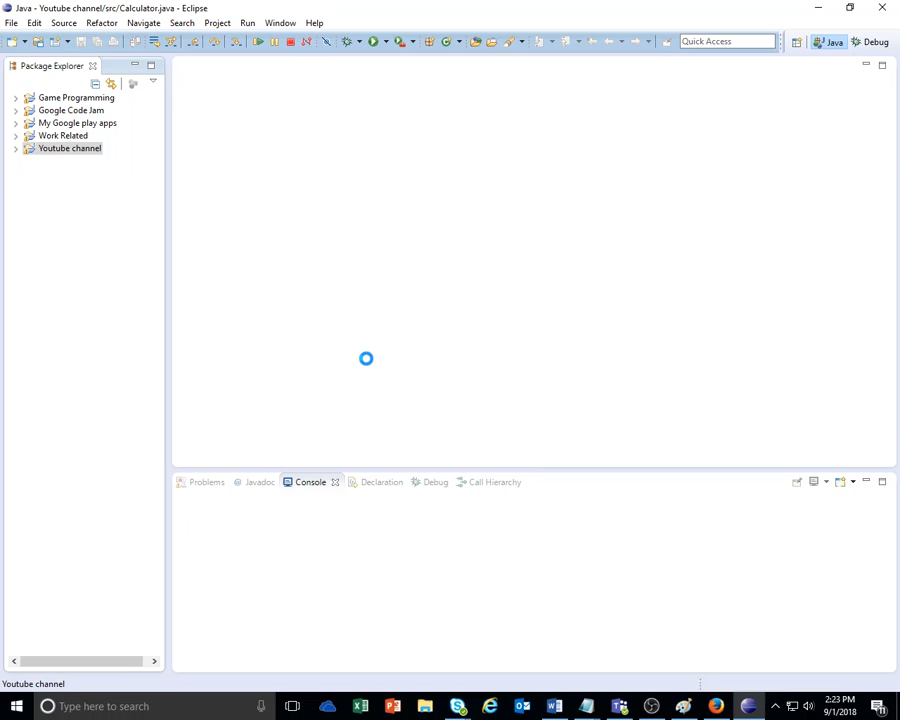 Java - Youtube channel/src/Calculator.java - Eclipse
File Edit Source Refactor Navigate Search Project Run Window Help
Quick Access
Java
Debug
Package Explorer
Game Programming
Google Code Jam
My Google play apps
Work Related
Youtube channel
Problems @ Javadoc Console Declaration Debug Call Hierarchy
Youtube channel
Type here to search
2:23 PM
9/1/2018